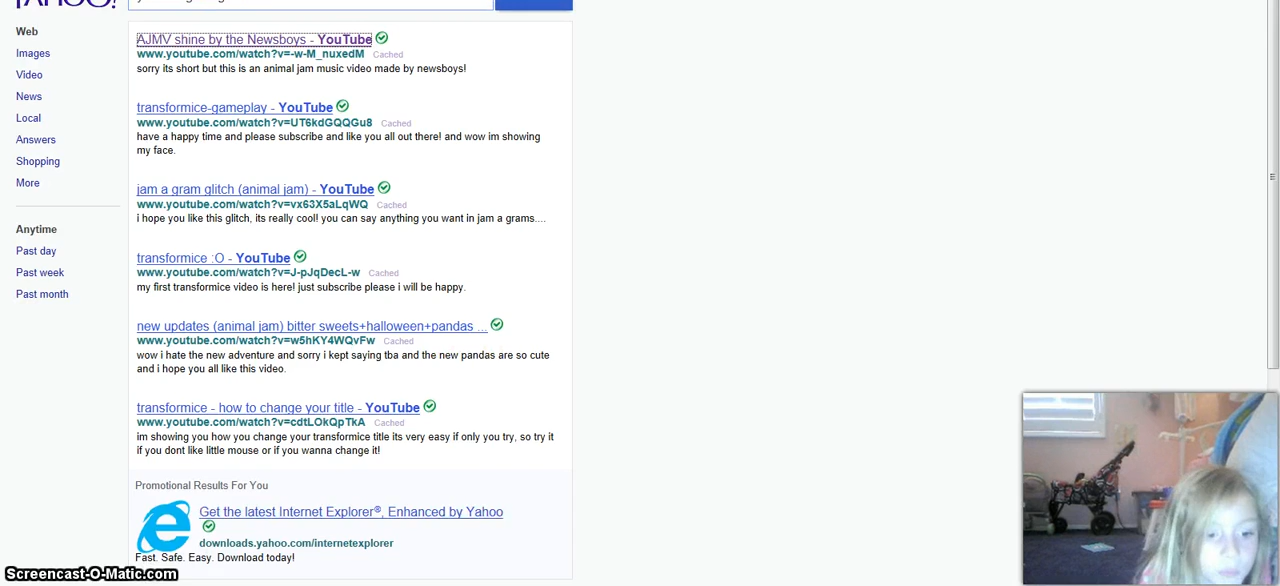 YAHOO!
Web
Images
Video
News
Local
Answers
Shopping
More
Anytime
Past day
Past week
Past month
AJMV shine by the Newsboys - YouTube
www.youtube.com/watch?v=-w-M_nuxedM Cached
sorry its short but this is an animal jam music video made by newsboys!
transformice-gameplay - YouTube
www.youtube.com/watch?v=UT6kdGQQGu8 Cached
have a happy time and please subscribe and like you all out there! and wow im showing
my face.
jam a gram glitch (animal jam) - YouTube
www.youtube.com/watch?v=vx63X5aLqWQ Cached
i hope you like this glitch, its really cool! you can say anything you want in jam a grams....
transformice :O - YouTube
www.youtube.com/watch?v=J-pJqDecL-w Cached
my first transformice video is here! just subscribe please i will be happy.
new updates (animal jam) bitter sweets+halloween+pandas ...
www.youtube.com/watch?v=w5hKY4WQvFw Cached
wow i hate the new adventure and sorry i kept saying tba and the new pandas are so cute
and i hope you all like this video.
transformice - how to change your title - YouTube
www.youtube.com/watch?v=cdtLOkQpTkA Cached
im showing you how you change your transformice title its very easy if only you try, so try it
if you dont like little mouse or if you wanna change it!
Promotional Results For You
Get the latest Internet Explorer®, Enhanced by Yahoo
downloads.yahoo.com/internetexplorer
Fast. Safe. Easy. Download today!
Screencast-O-Matic.com